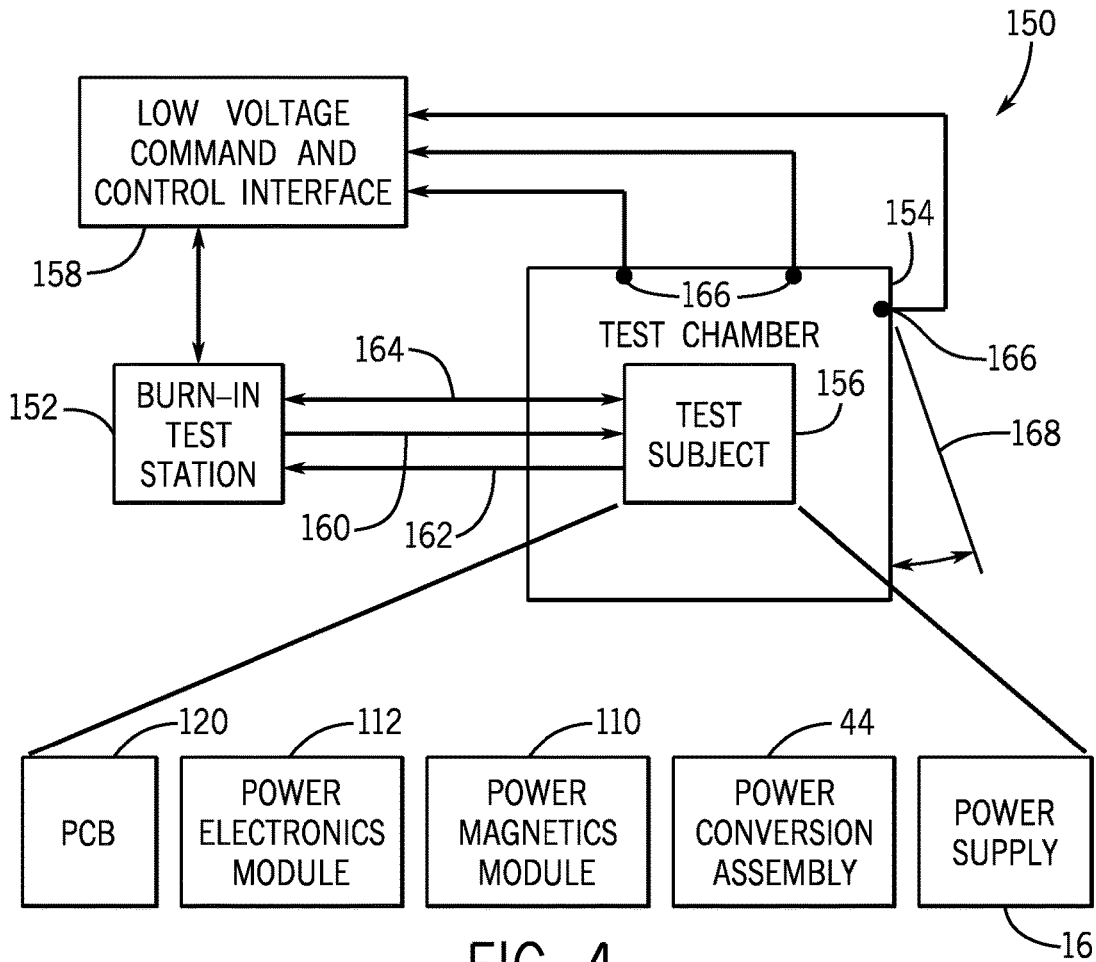 150
LOW VOLTAGE
COMMAND AND
CONTROL INTERFACE
158
154
166
TEST CHAMBER
166
164
152
BURN–IN
TEST
STATION
TEST
SUBJECT
156
168
160
162
120
112
110
44
PCB
POWER
ELECTRONICS
MODULE
POWER
MAGNETICS
MODULE
POWER
CONVERSION
ASSEMBLY
POWER
SUPPLY
16
FIG. 4